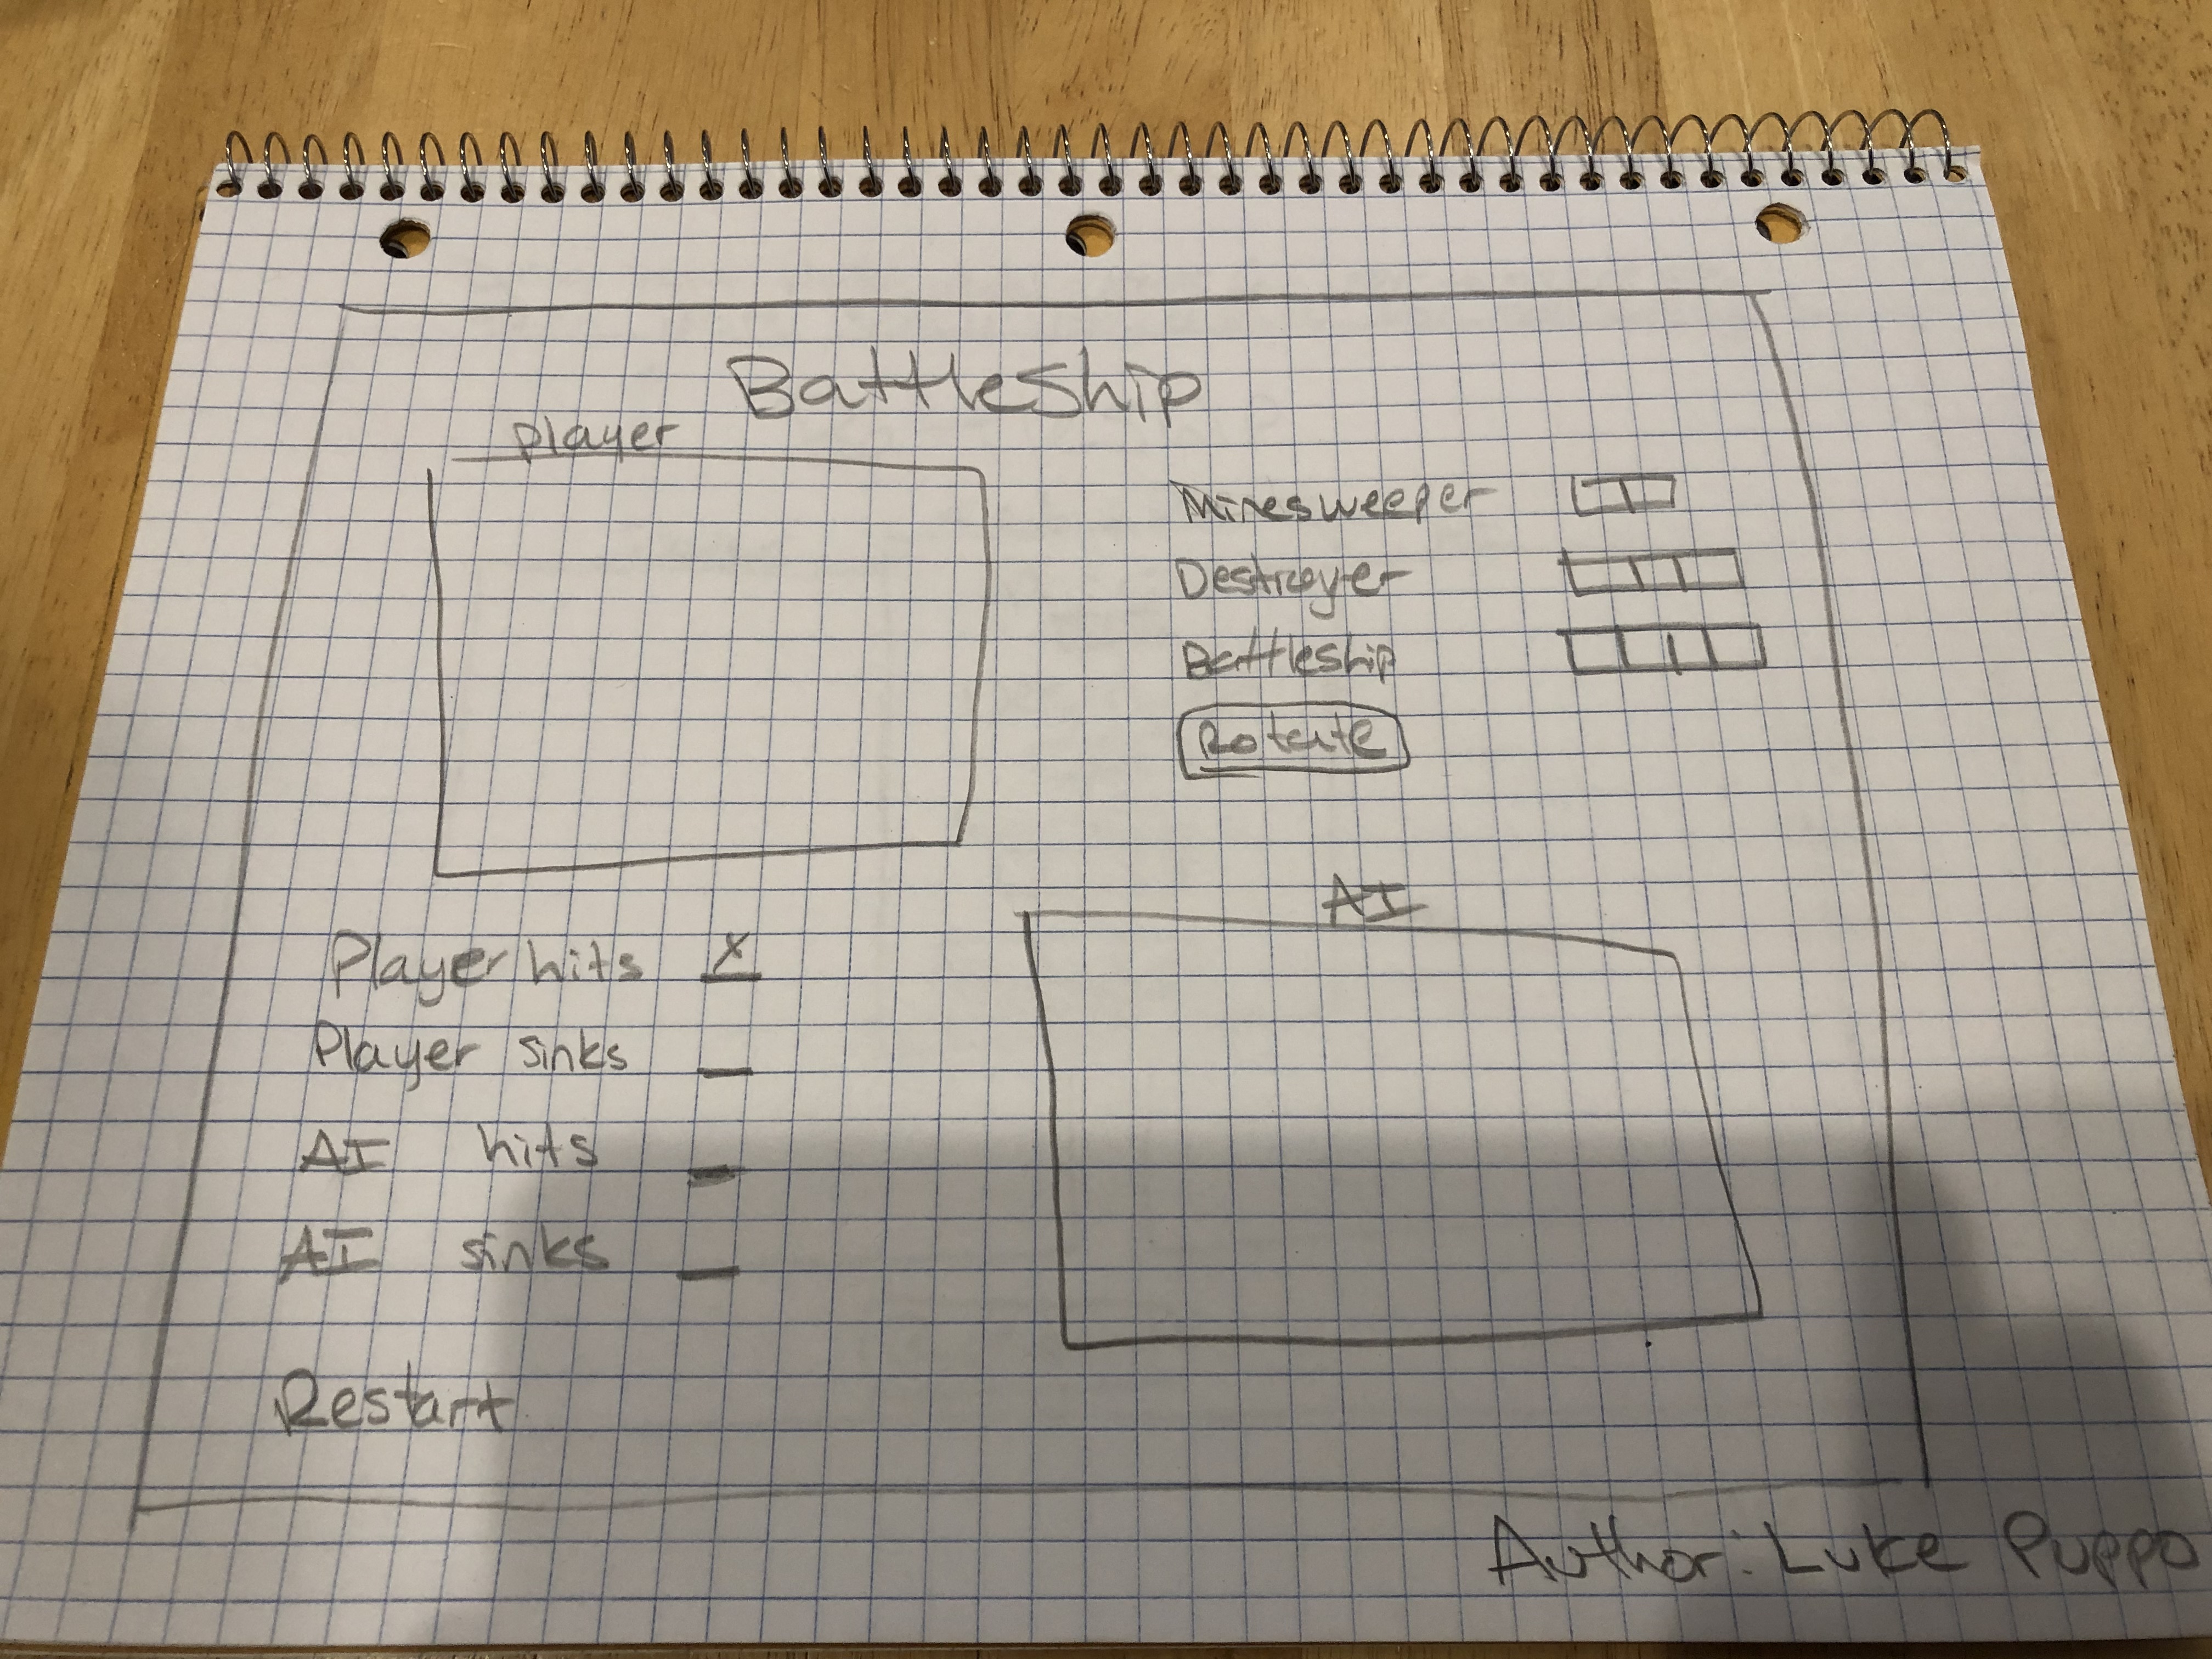 BattleShip
Player
Minesweeper
Destroyer
Battleship
Rotate
AI
Player hits X
Player sinks
AI hits
AI sinks
Restart
Author: Luke Puppo